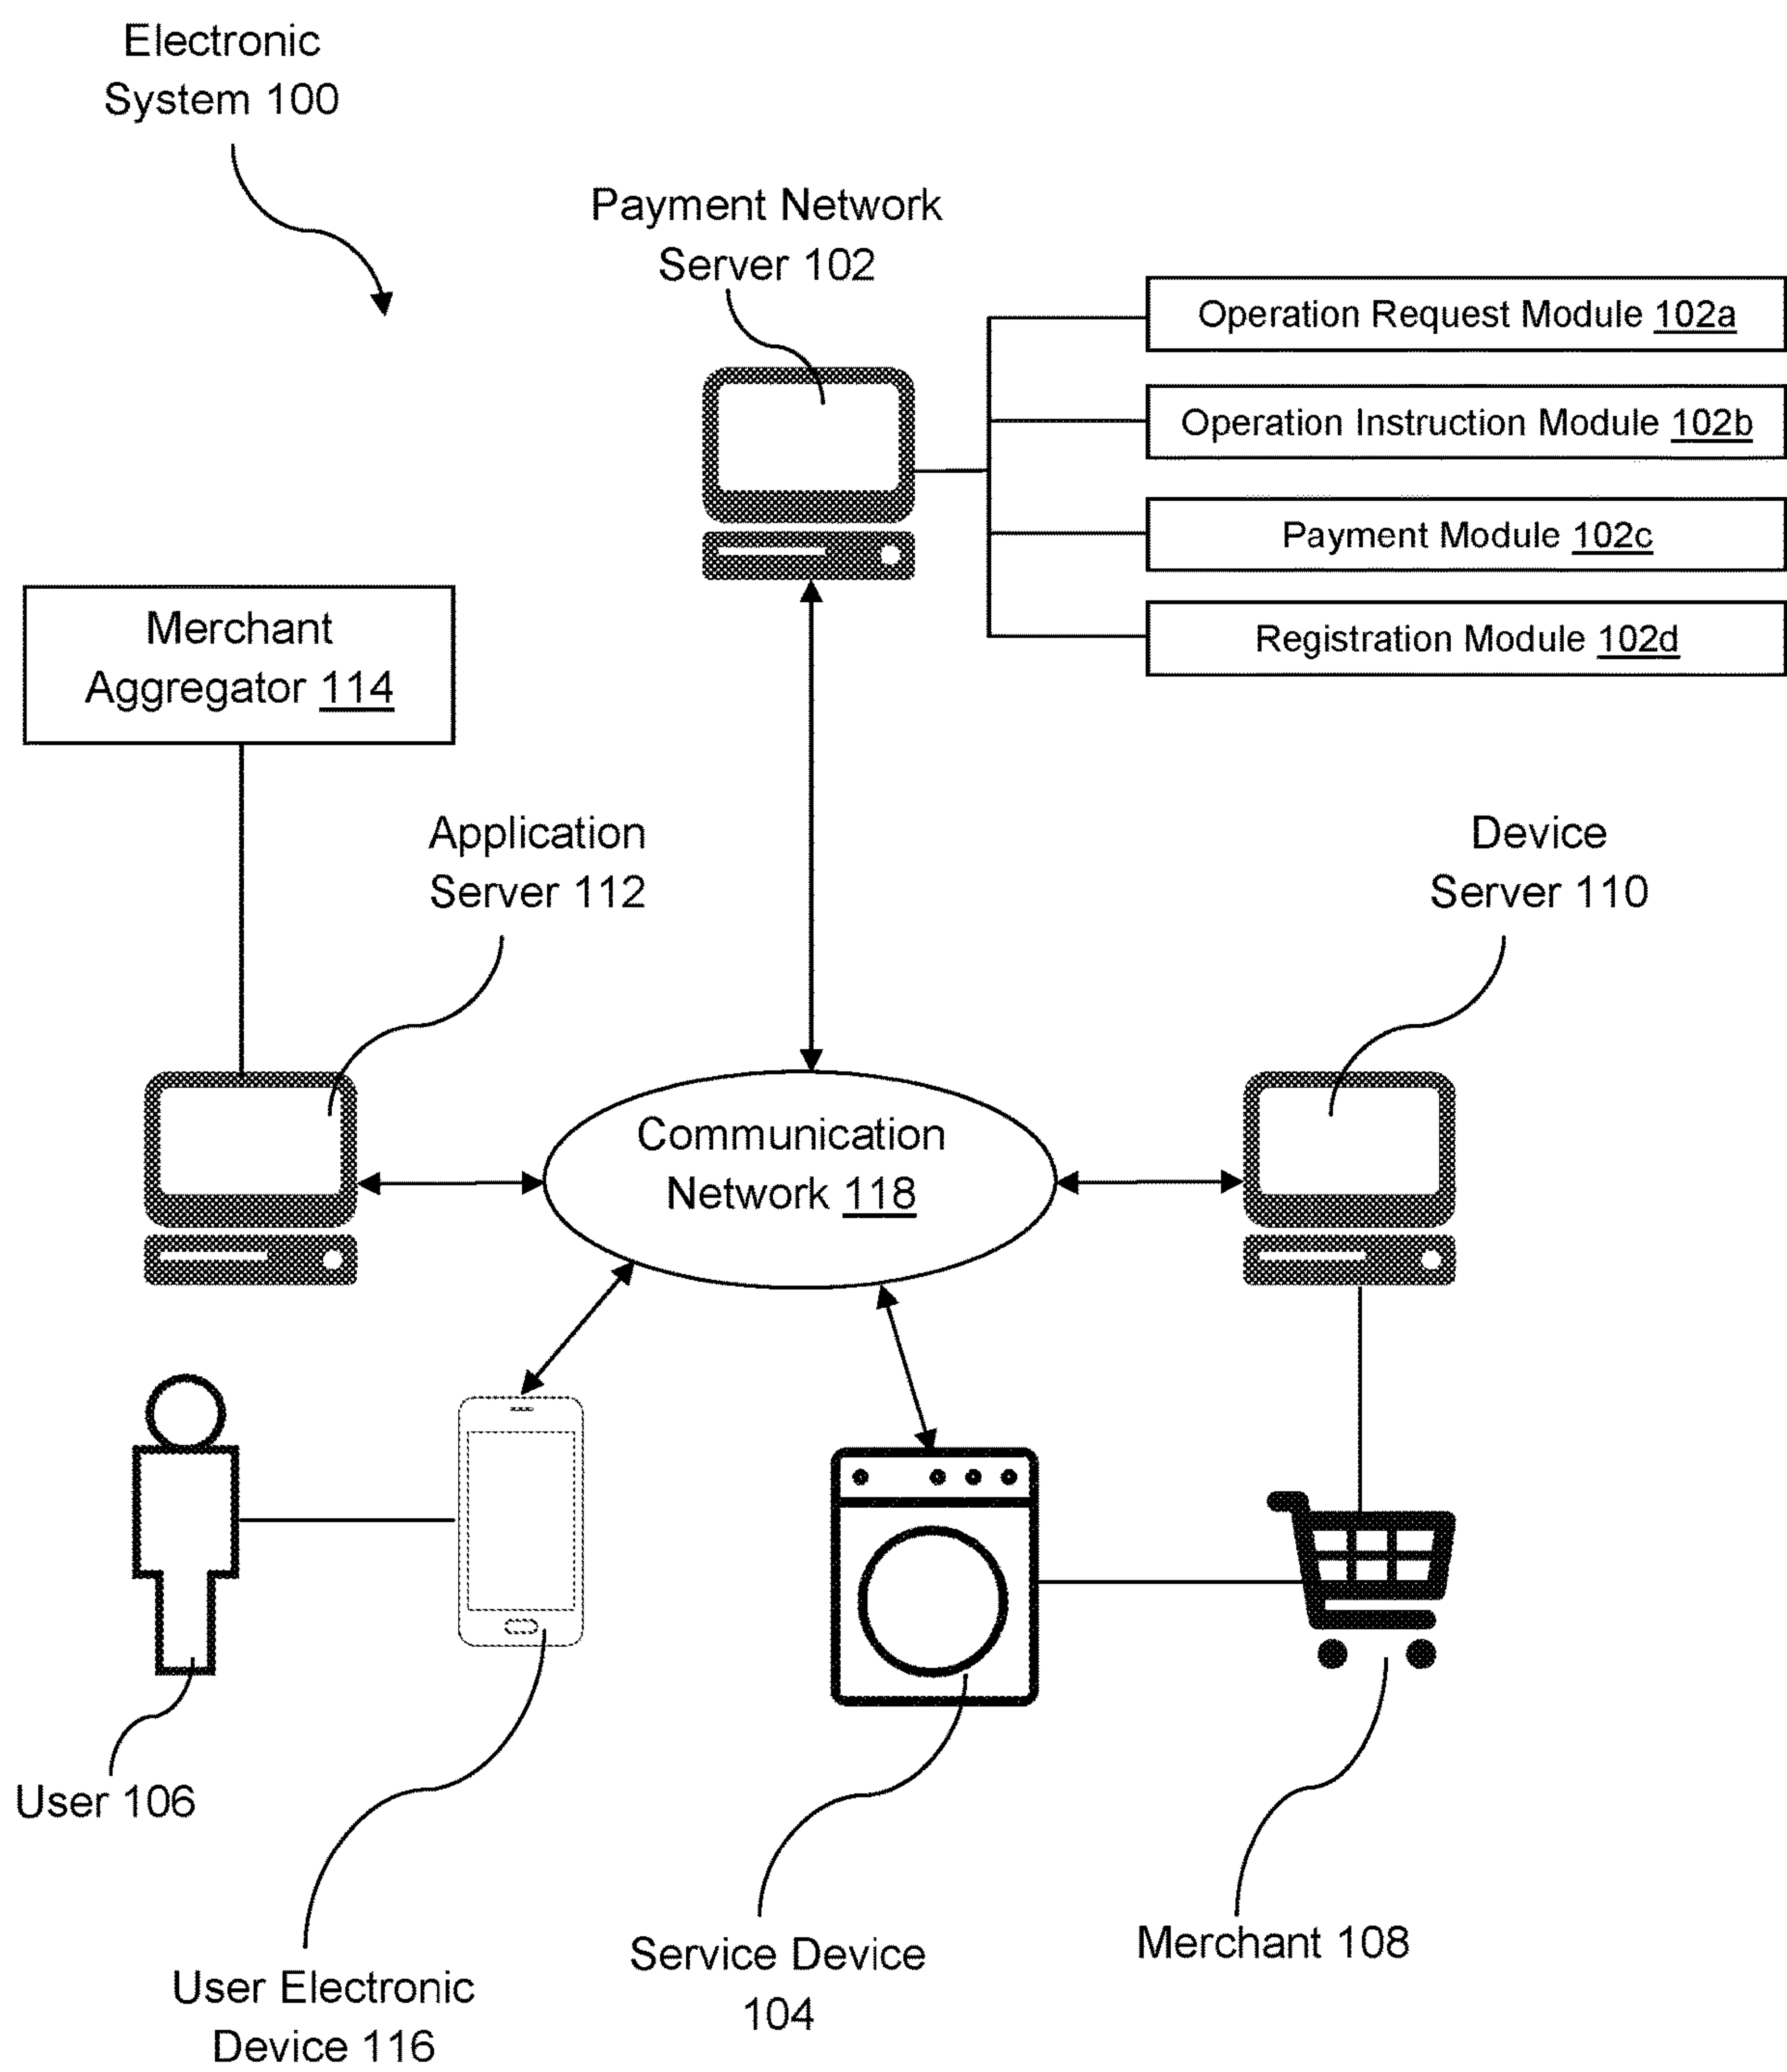 Electronic
System 100
Payment Network
Server 102
Operation Request Module 102a
Operation Instruction Module 102b
Payment Module 102c
Registration Module 102d
Merchant
Aggregator 114
Application
Server 112
Device
Server 110
Communication
Network 118
User 106
User Electronic
Device 116
Service Device
104
Merchant 108